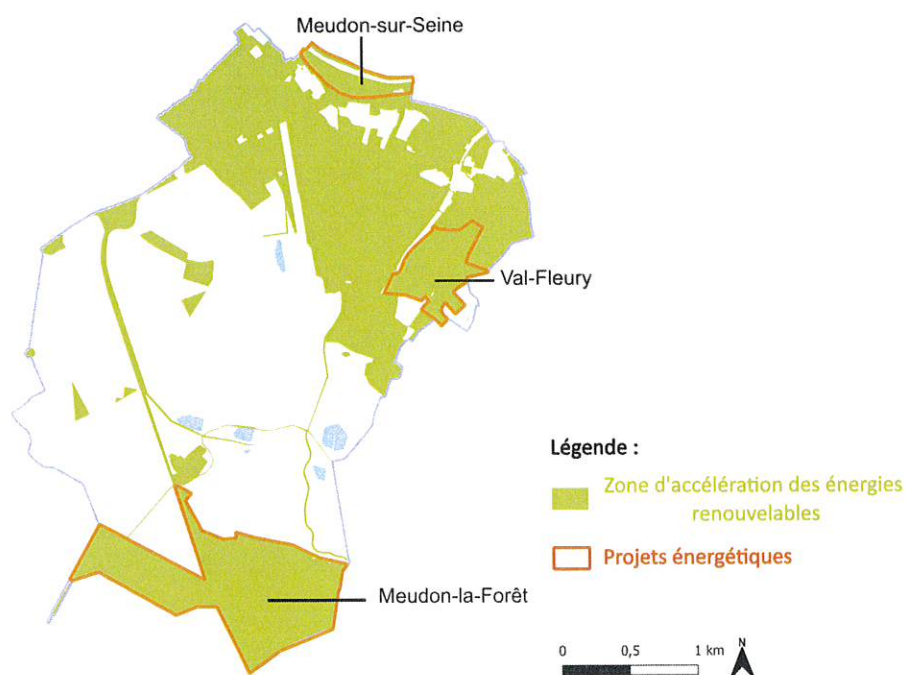 Meudon-sur-Seine
Val-Fleury
Légende :
Zone d'accélération des énergies
renouvelables
Projets énergétiques
Meudon-la-Forêt
0 0,5 1 km
N